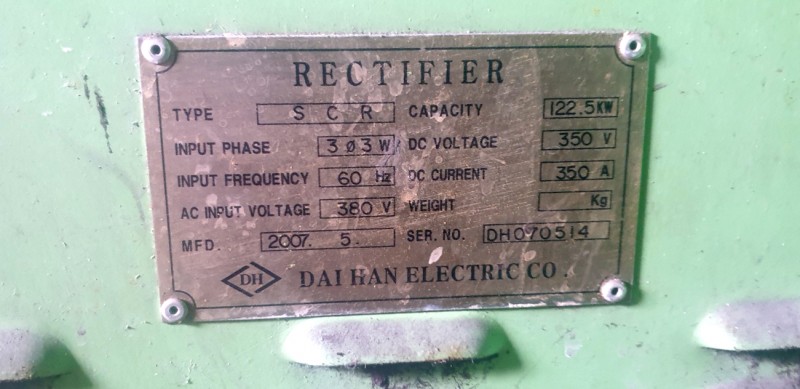 RECTIFIER
TYPE S C R CAPACITY 122.5KW
INPUT PHASE 3 Ø 3 W DC VOLTAGE 350 V
INPUT FREQUENCY 60 Hz DC CURRENT 350 A
AC INPUT VOLTAGE 380 V WEIGHT Kg
MFD. 2007. 5. SER. NO. DH070514
DH DAI HAN ELECTRIC CO.